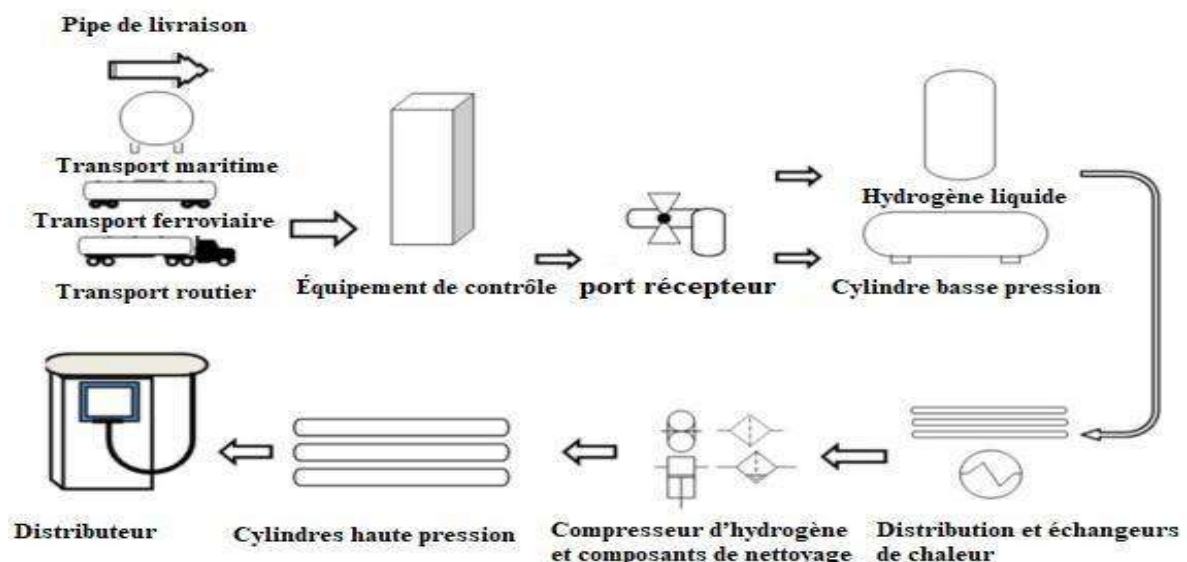 Pipe de livraison
Transport maritime
Transport ferroviaire
Transport routier
Équipement de contrôle
port récepteur
Hydrogène liquide
Cylindre basse pression
Distributeur
Cylindres haute pression
Compresseur d’hydrogène
et composants de nettoyage
Distribution et échangeurs
de chaleur